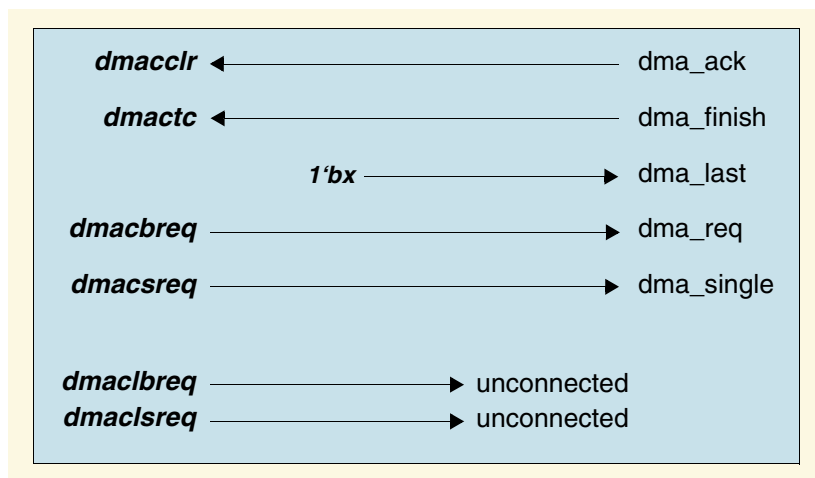 dmacclr dma_ack
dmactc dma_finish
1‘bx dma_last
dmacbreq dma_req
dmacsreq dma_single
dmaclbreq unconnected
dmaclsreq unconnected